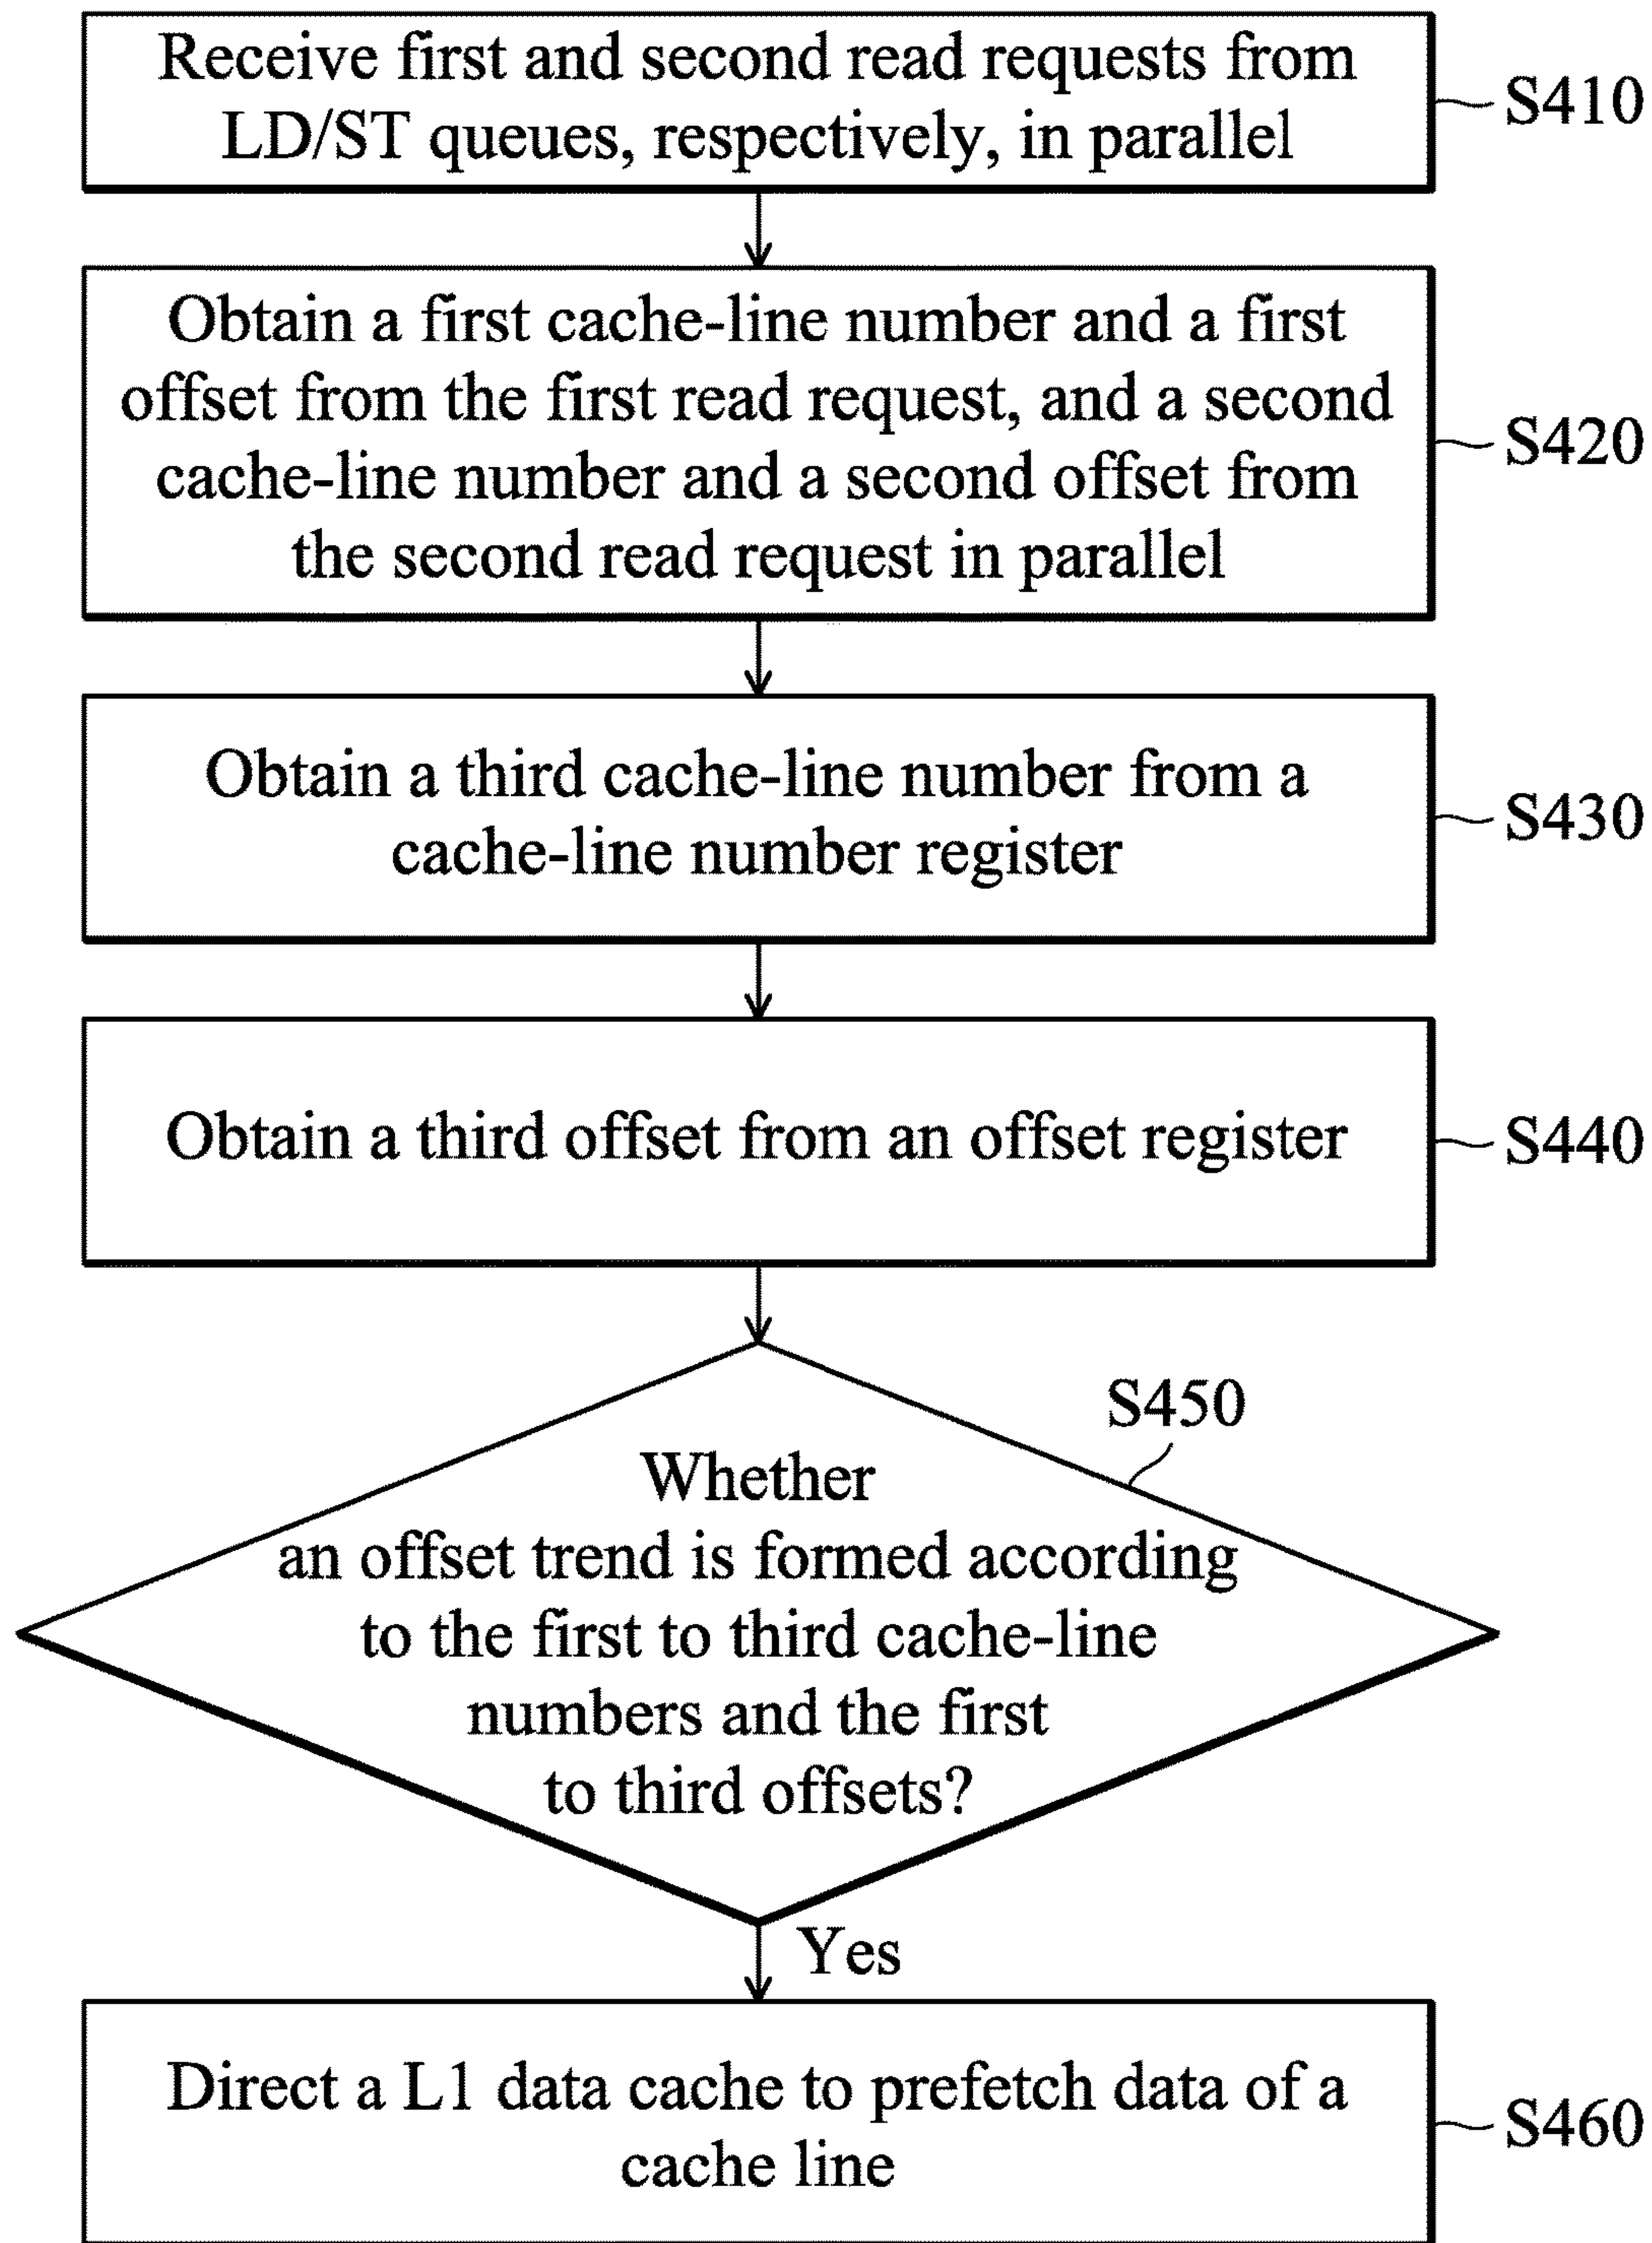 Receive first and second read requests from
LD/ST queues, respectively, in parallel
S410
Obtain a first cache-line number and a first
offset from the first read request, and a second
cache-line number and a second offset from
the second read request in parallel
S420
Obtain a third cache-line number from a
cache-line number register
S430
Obtain a third offset from an offset register
S440
S450
Whether
an offset trend is formed according
to the first to third cache-line
numbers and the first
to third offsets?
Yes
Direct a L1 data cache to prefetch data of a
cache line
S460